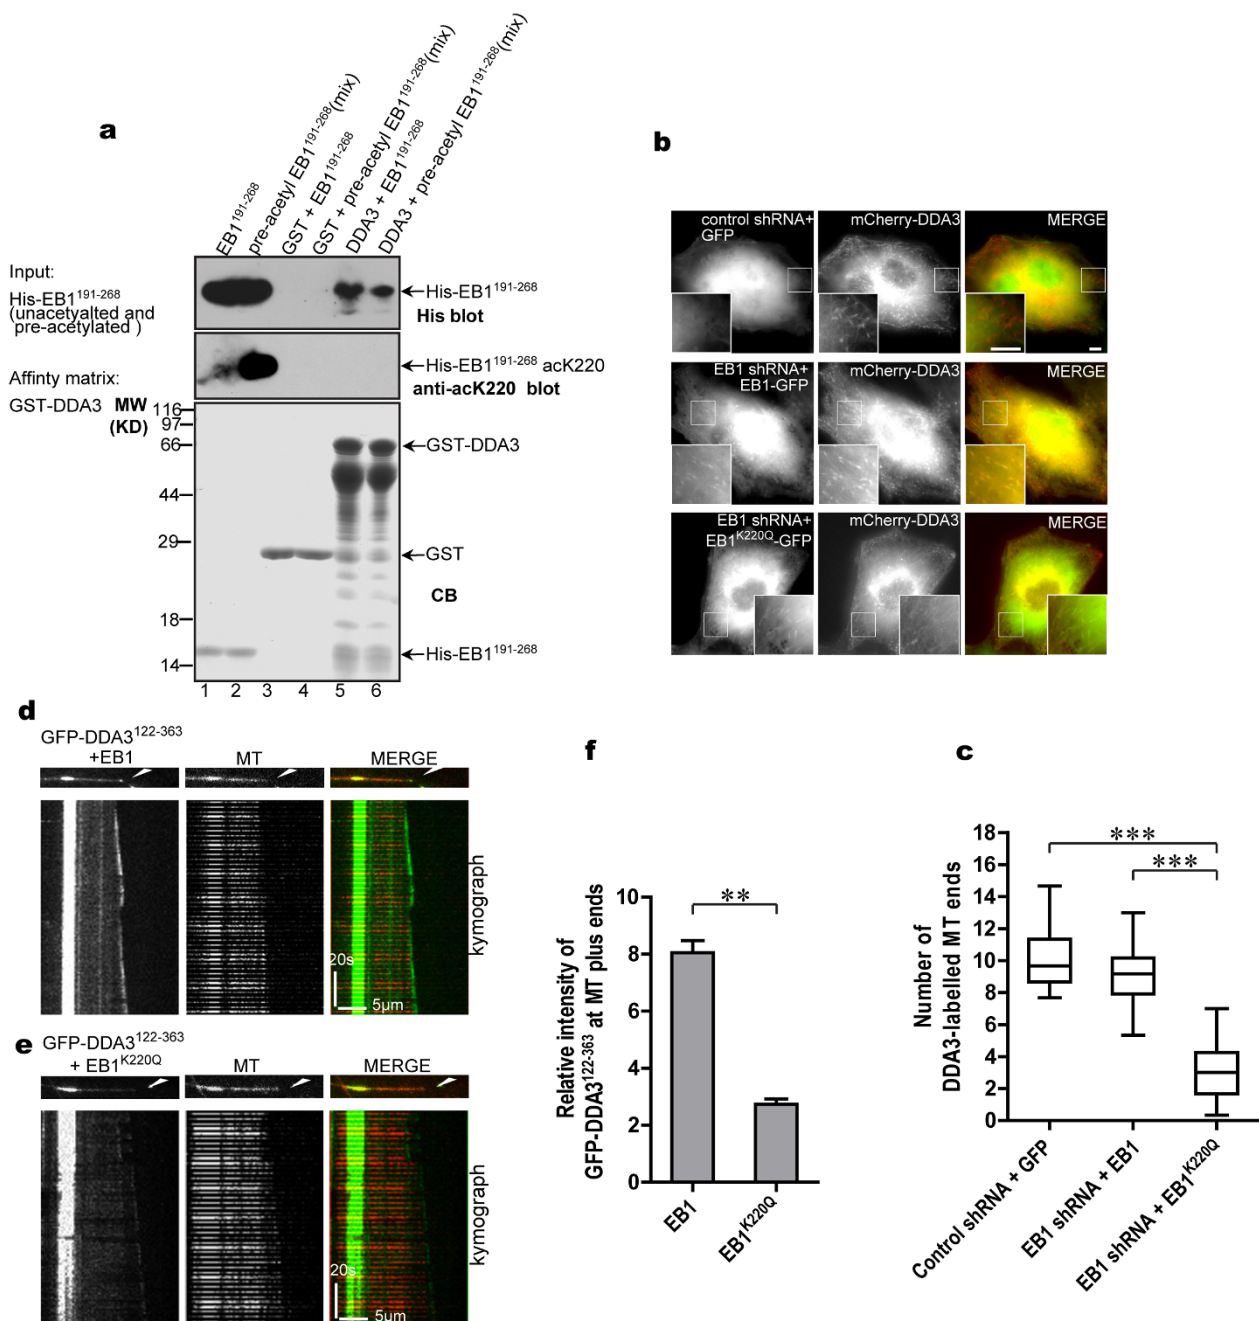 a
EB1191-268
pre-acetyl EB1191-268(mix)
GST + EB1191-268
GST + pre-acetyl EB1191-268(mix)
DDA3 + EB1191-268
DDA3 + pre-acetyl EB1191-268(mix)
Input:
His-EB1191-268
(unacetyalted and
pre-acetylated )
His-EB1191-268
His blot
His-EB1191-268 acK220
anti-acK220 blot
Affinity matrix:
GST-DDA3
MW
(KD)
116
97
66
44
29
18
14
GST-DDA3
GST
CB
His-EB1191-268
1 2 3 4 5 6
b
control shRNA+
GFP
mCherry-DDA3
MERGE
EB1 shRNA+
EB1-GFP
mCherry-DDA3
MERGE
EB1 shRNA+
EB1K220Q-GFP
mCherry-DDA3
MERGE
d
GFP-DDA3122-363
+EB1
MT
MERGE
20s
5μm
kymograph
e
GFP-DDA3122-363
+ EB1K220Q
MT
MERGE
20s
5μm
kymograph
f
Relative intensity of
GFP-DDA3122-363 at MT plus ends
10
8
6
4
2
0
**
EB1
EB1K220Q
c
Number of
DDA3-labelled MT ends
18
16
14
12
10
8
6
4
2
0
***
***
Control shRNA + GFP
EB1 shRNA + EB1
EB1 shRNA + EB1K220Q